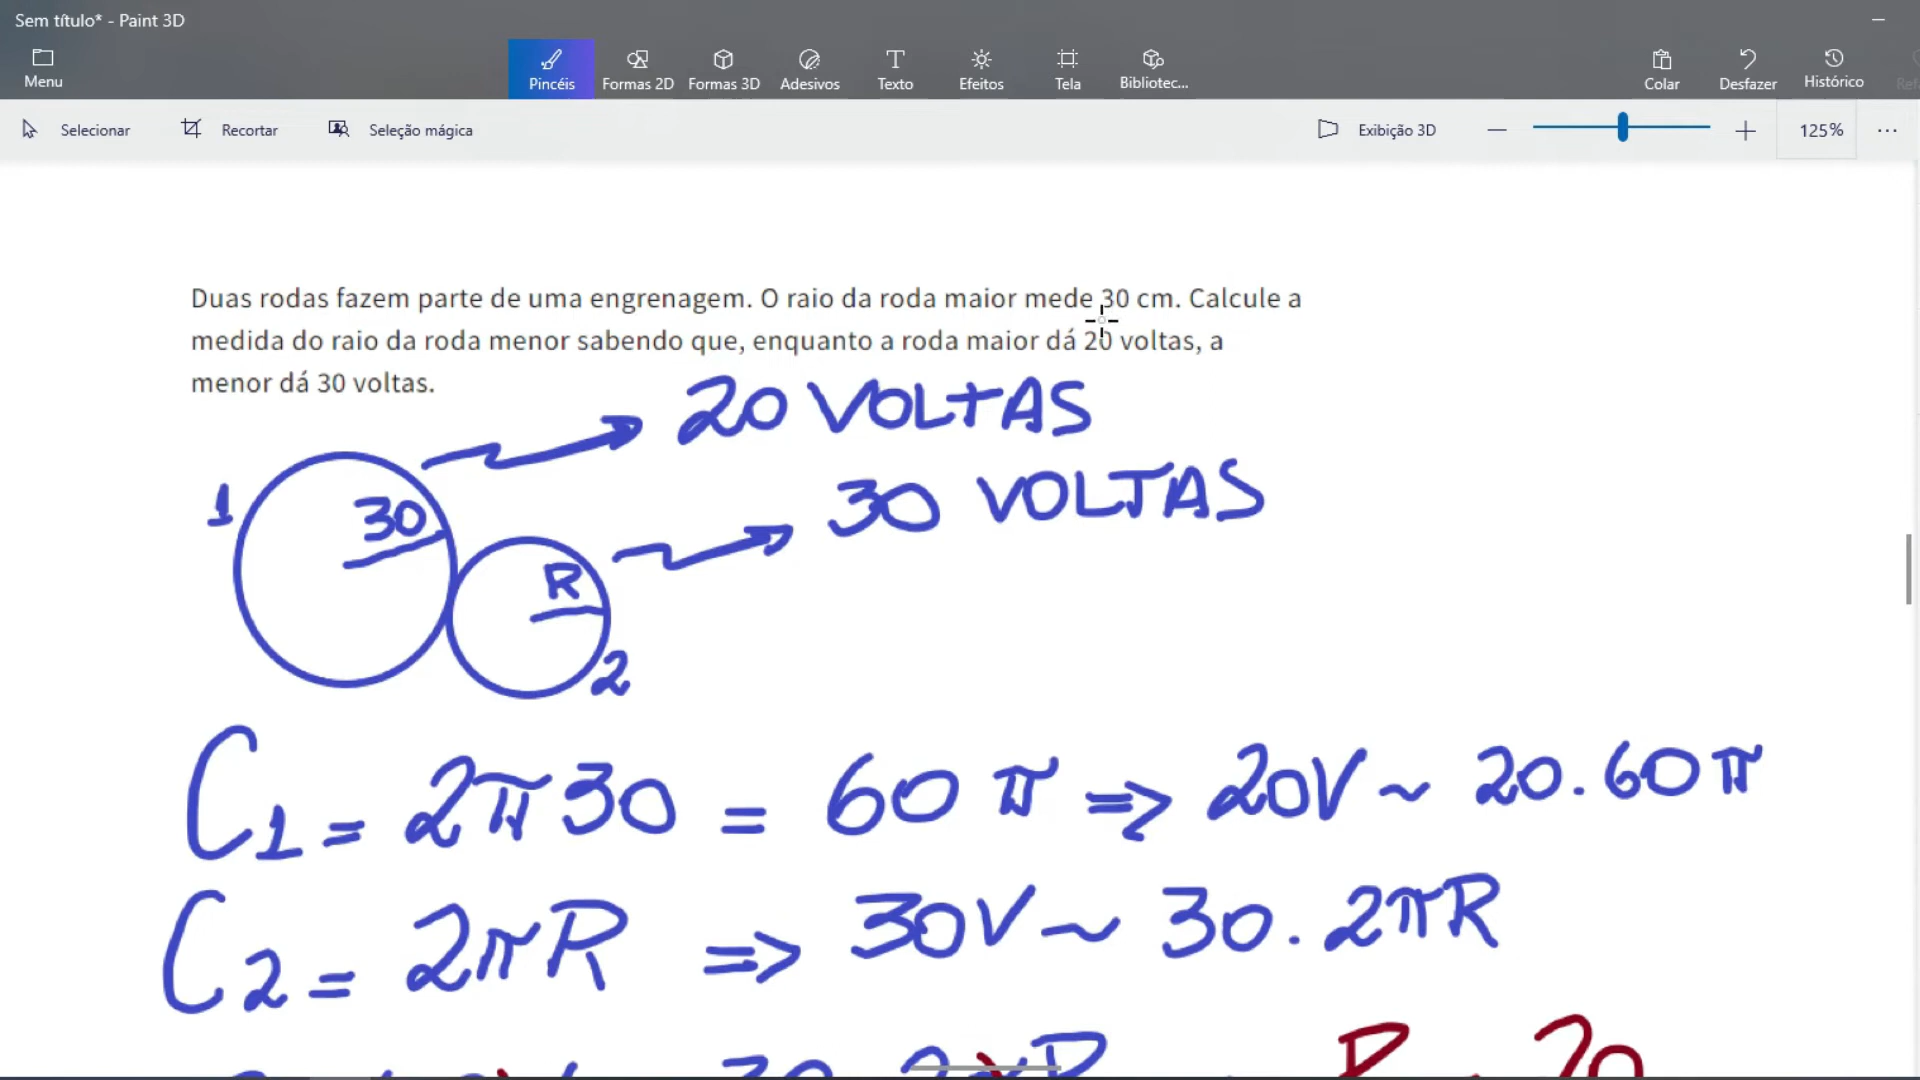 Sem título* - Paint 3D
Menu
Pincéis Formas 2D Formas 3D Adesivos Texto Efeitos Tela Bibliotec... Colar Desfazer Histórico
Selecionar Recortar Seleção mágica Exibição 3D 125%
Duas rodas fazem parte de uma engrenagem. O raio da roda maior mede 30 cm. Calcule a
medida do raio da roda menor sabendo que, enquanto a roda maior dá 20 voltas, a
menor dá 30 voltas.
20 VOLTAS
30 VOLTAS
1
30
R
2
C1 = 2π30 = 60π => 20V ~ 20.60π
C2 = 2πR => 30V ~ 30.2πR